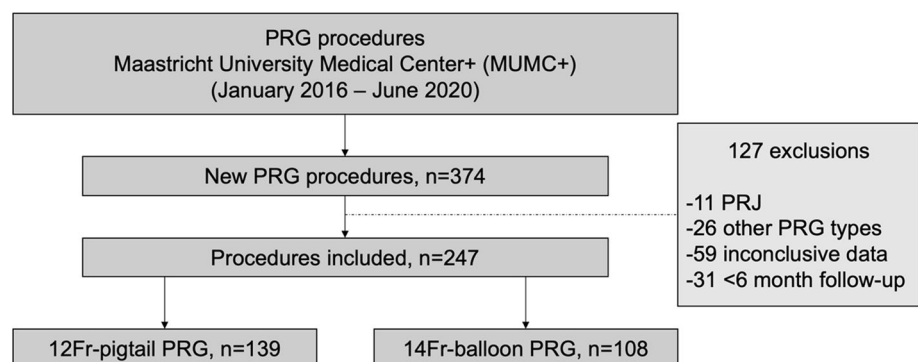 PRG procedures
Maastricht University Medical Center+ (MUMC+)
(January 2016 – June 2020)
New PRG procedures, n=374
127 exclusions
-11 PRJ
-26 other PRG types
-59 inconclusive data
-31 <6 month follow-up
Procedures included, n=247
12Fr-pigtail PRG, n=139
14Fr-balloon PRG, n=108